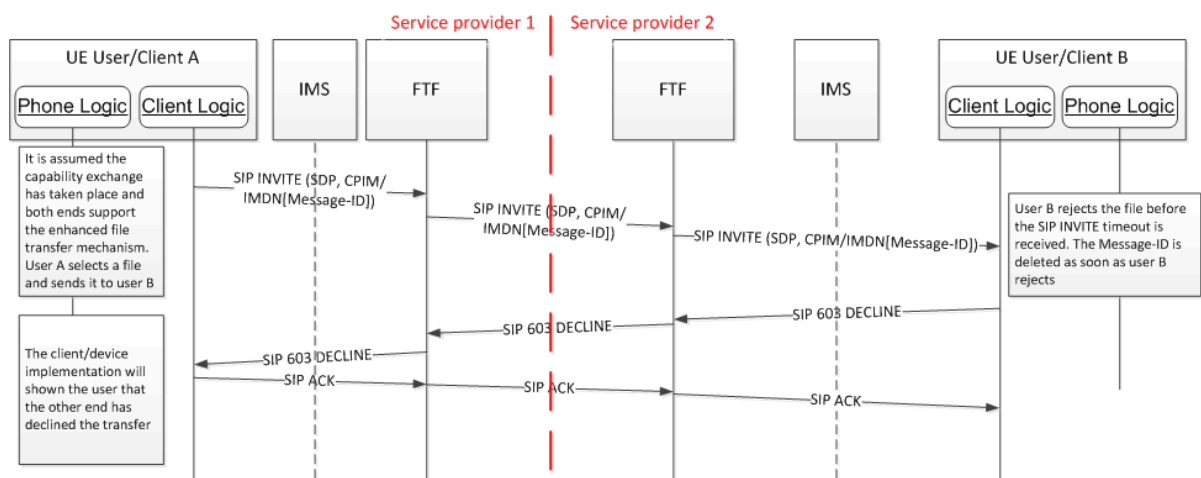 Service provider 1
Service provider 2
UE User/Client A
Phone Logic
Client Logic
IMS
FTF
FTF
IMS
UE User/Client B
Client Logic
Phone Logic
It is assumed the
capability exchange
has taken place and
both ends support
the enhanced file
transfer mechanism.
User A selects a file
and sends it to user B
SIP INVITE (SDP, CPIM/
IMDN[Message-ID])
SIP INVITE (SDP, CPIM/
IMDN[Message-ID])
SIP INVITE (SDP, CPIM/IMDN[Message-ID])
User B rejects the file before
the SIP INVITE timeout is
received. The Message-ID is
deleted as soon as user B
rejects
SIP 603 DECLINE
SIP 603 DECLINE
SIP 603 DECLINE
The client/device
implementation will
shown the user that
the other end has
declined the transfer
SIP ACK
SIP ACK
SIP ACK